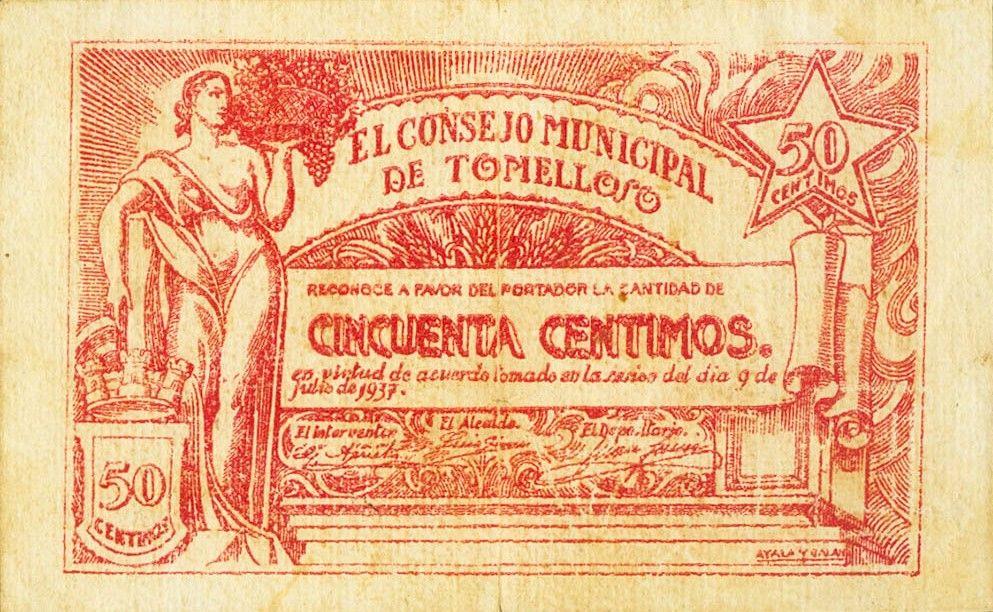 EL CONSEJO MUNICIPAL
DE TOMELLOSO
50
CENTIMOS
RECONOCE A FAVOR DEL PORTADOR LA CANTIDAD DE
CINCUENTA CENTIMOS.
en virtud de acuerdo tomado en la sesion del dia 9 de
Julio de 1937.
El Interventor
El Alcalde.
El Depositario.
50
CENTIMOS
AYALA Y